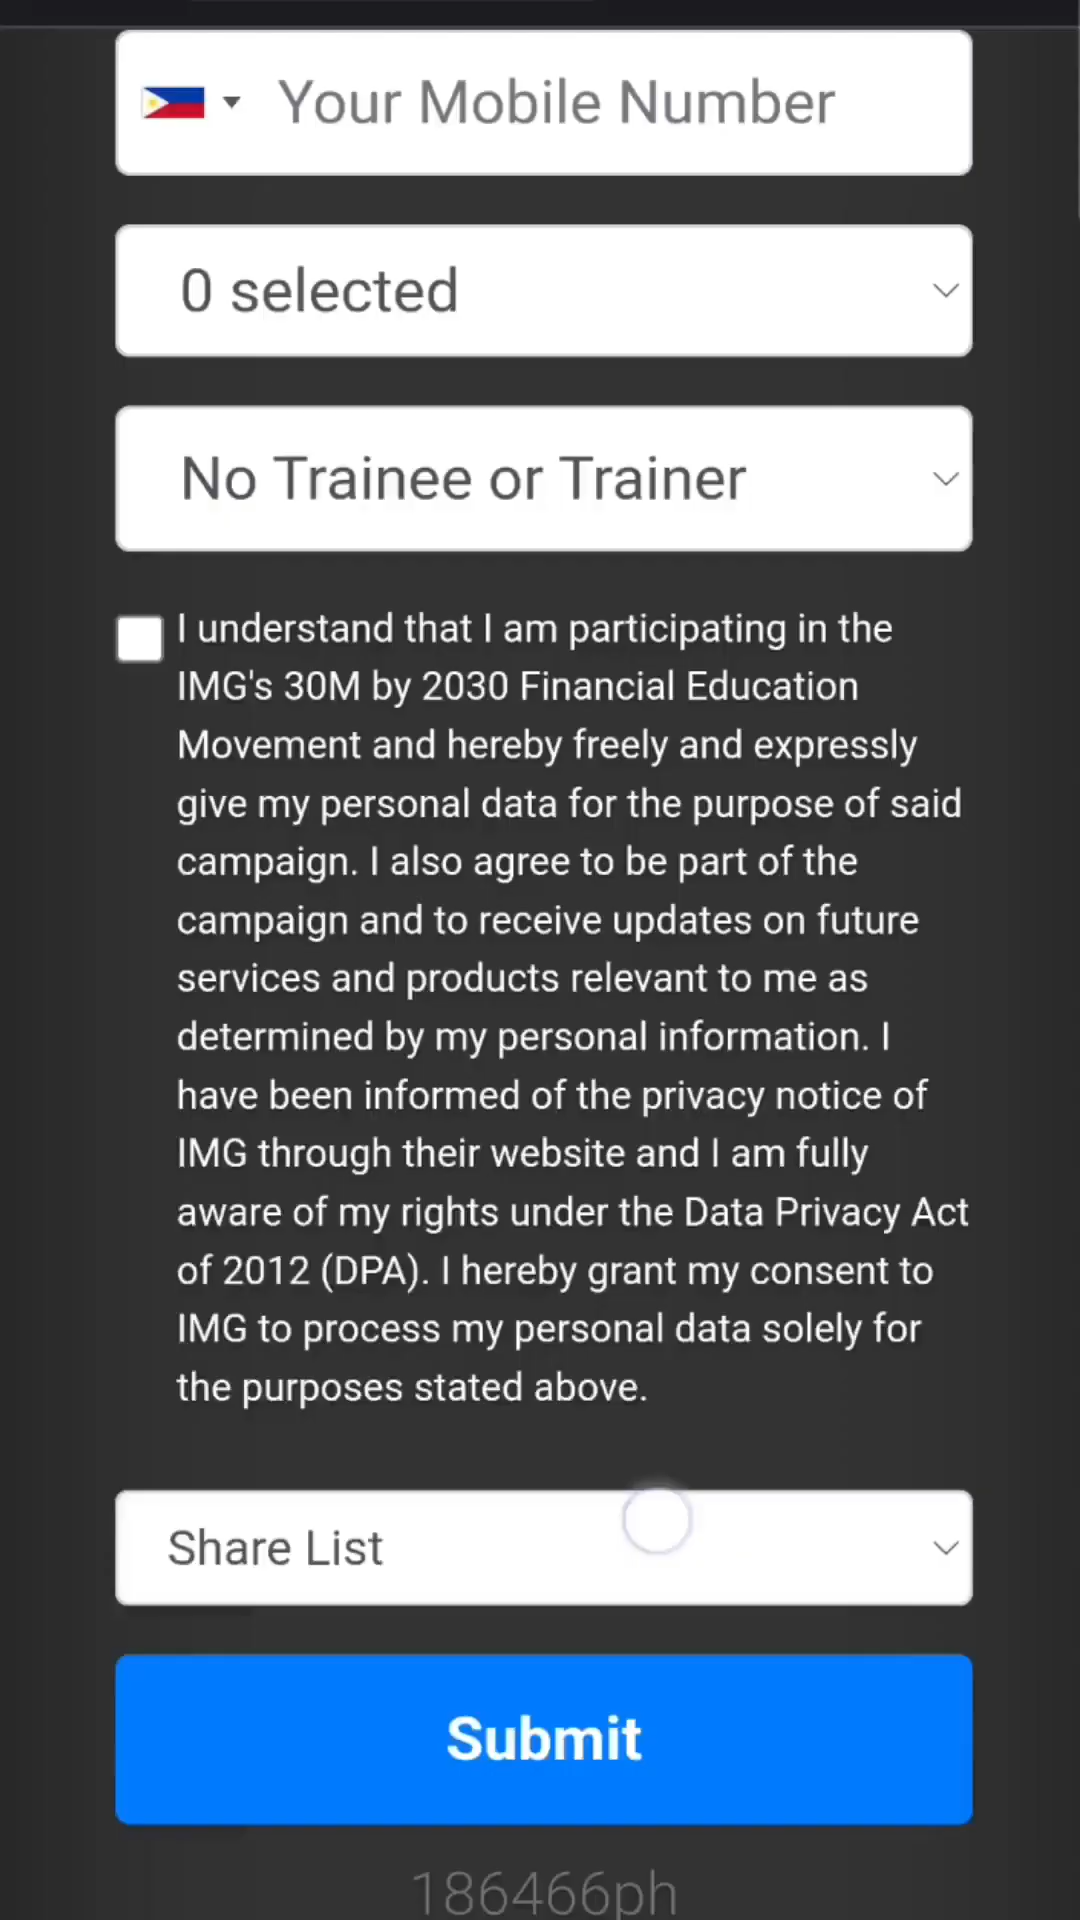 Your Mobile Number
0 selected
No Trainee or Trainer
I understand that I am participating in the
IMG's 30M by 2030 Financial Education
Movement and hereby freely and expressly
give my personal data for the purpose of said
campaign. I also agree to be part of the
campaign and to receive updates on future
services and products relevant to me as
determined by my personal information. I
have been informed of the privacy notice of
IMG through their website and I am fully
aware of my rights under the Data Privacy Act
of 2012 (DPA). I hereby grant my consent to
IMG to process my personal data solely for
the purposes stated above.
Share List
Submit
186466ph